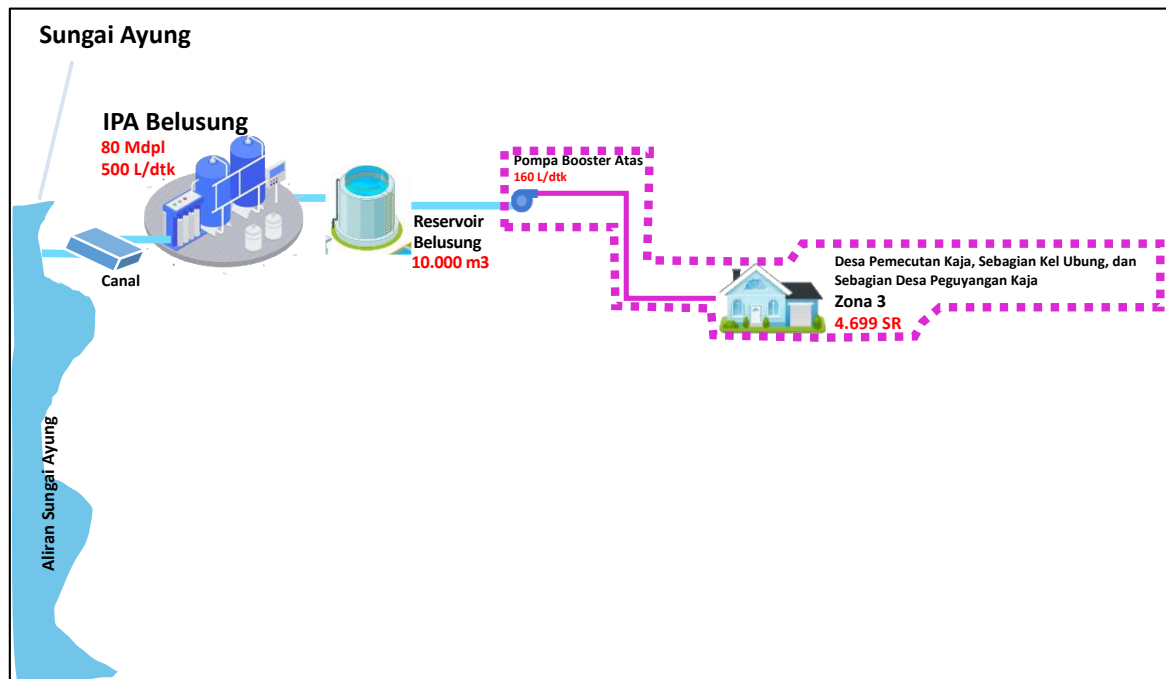 Sungai Ayung
IPA Belusung
80 Mdpl
500 L/dtk
Canal
Reservoir
Belusung
10.000 m3
Pompa Booster Atas
160 L/dtk
Desa Pemecutan Kaja, Sebagian Kel Ubung, dan
Sebagian Desa Peguyangan Kaja
Zona 3
4.699 SR
Aliran Sungai Ayung